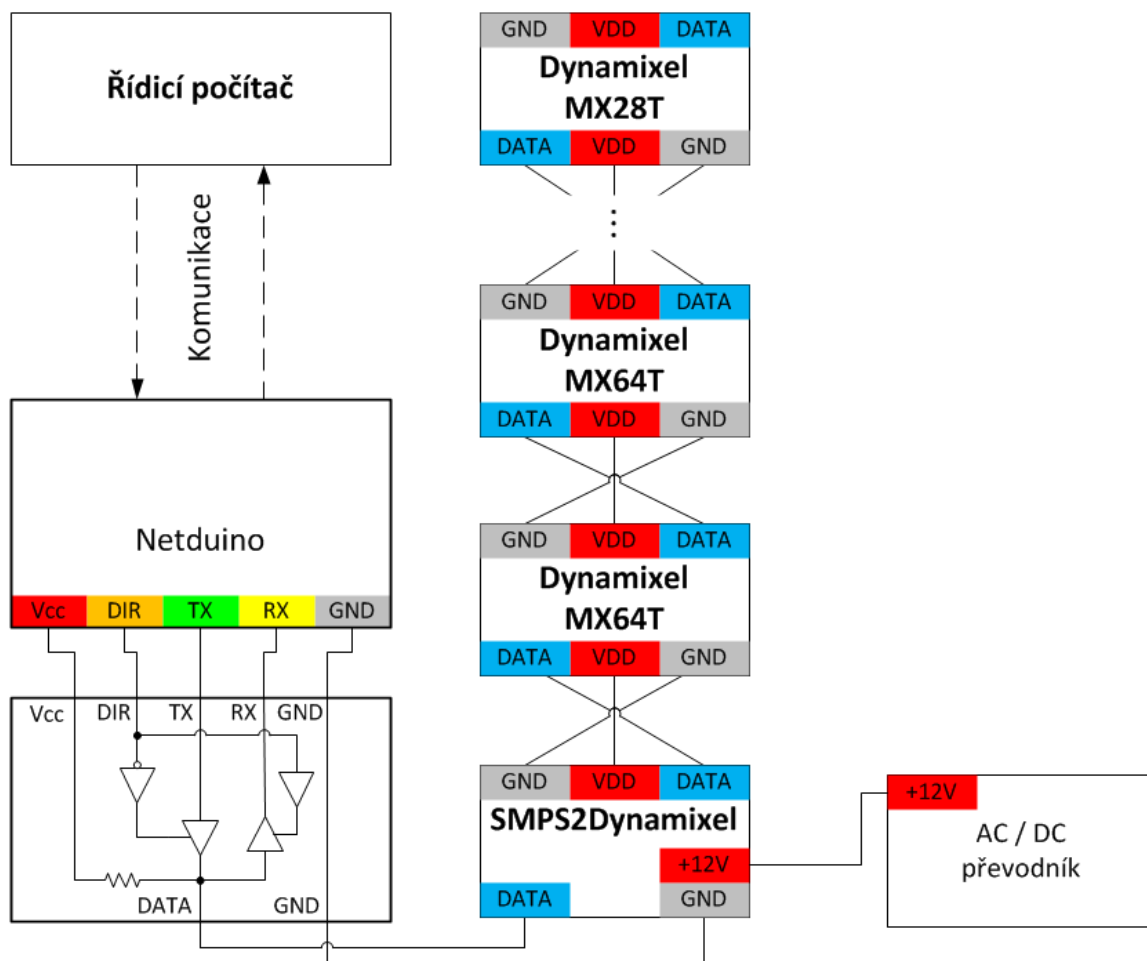 Řídicí počítač
Komunikace
Netduino
Vcc DIR TX RX GND
Vcc DIR TX RX GND
DATA GND
GND VDD DATA
Dynamixel
MX28T
DATA VDD GND
⋮
GND VDD DATA
Dynamixel
MX64T
DATA VDD GND
GND VDD DATA
Dynamixel
MX64T
DATA VDD GND
GND VDD DATA
SMPS2Dynamixel
+12V
DATA GND
+12V
AC / DC
převodník